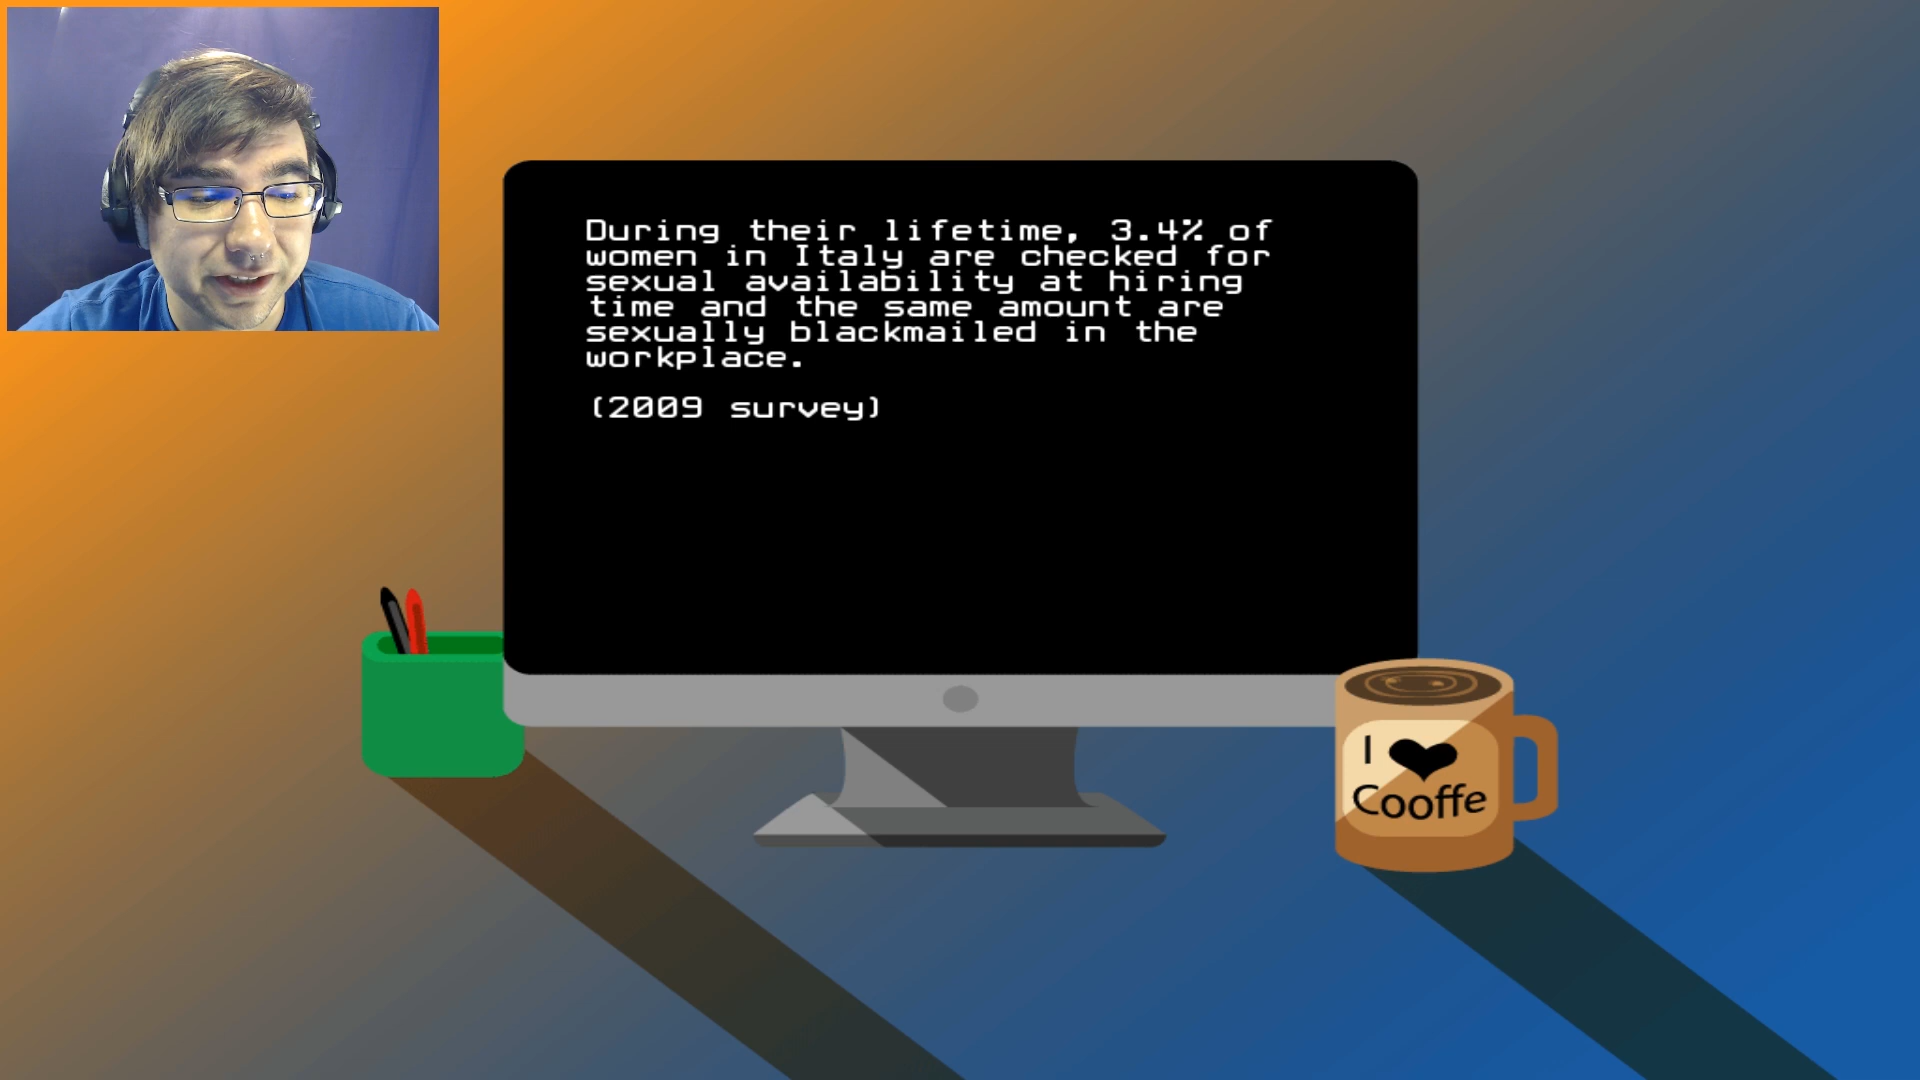 During their lifetime, 3.4% of
women in Italy are checked for
sexual availability at hiring
time and the same amount are
sexually blackmailed in the
workplace.
(2009 survey)
I
Cooffe